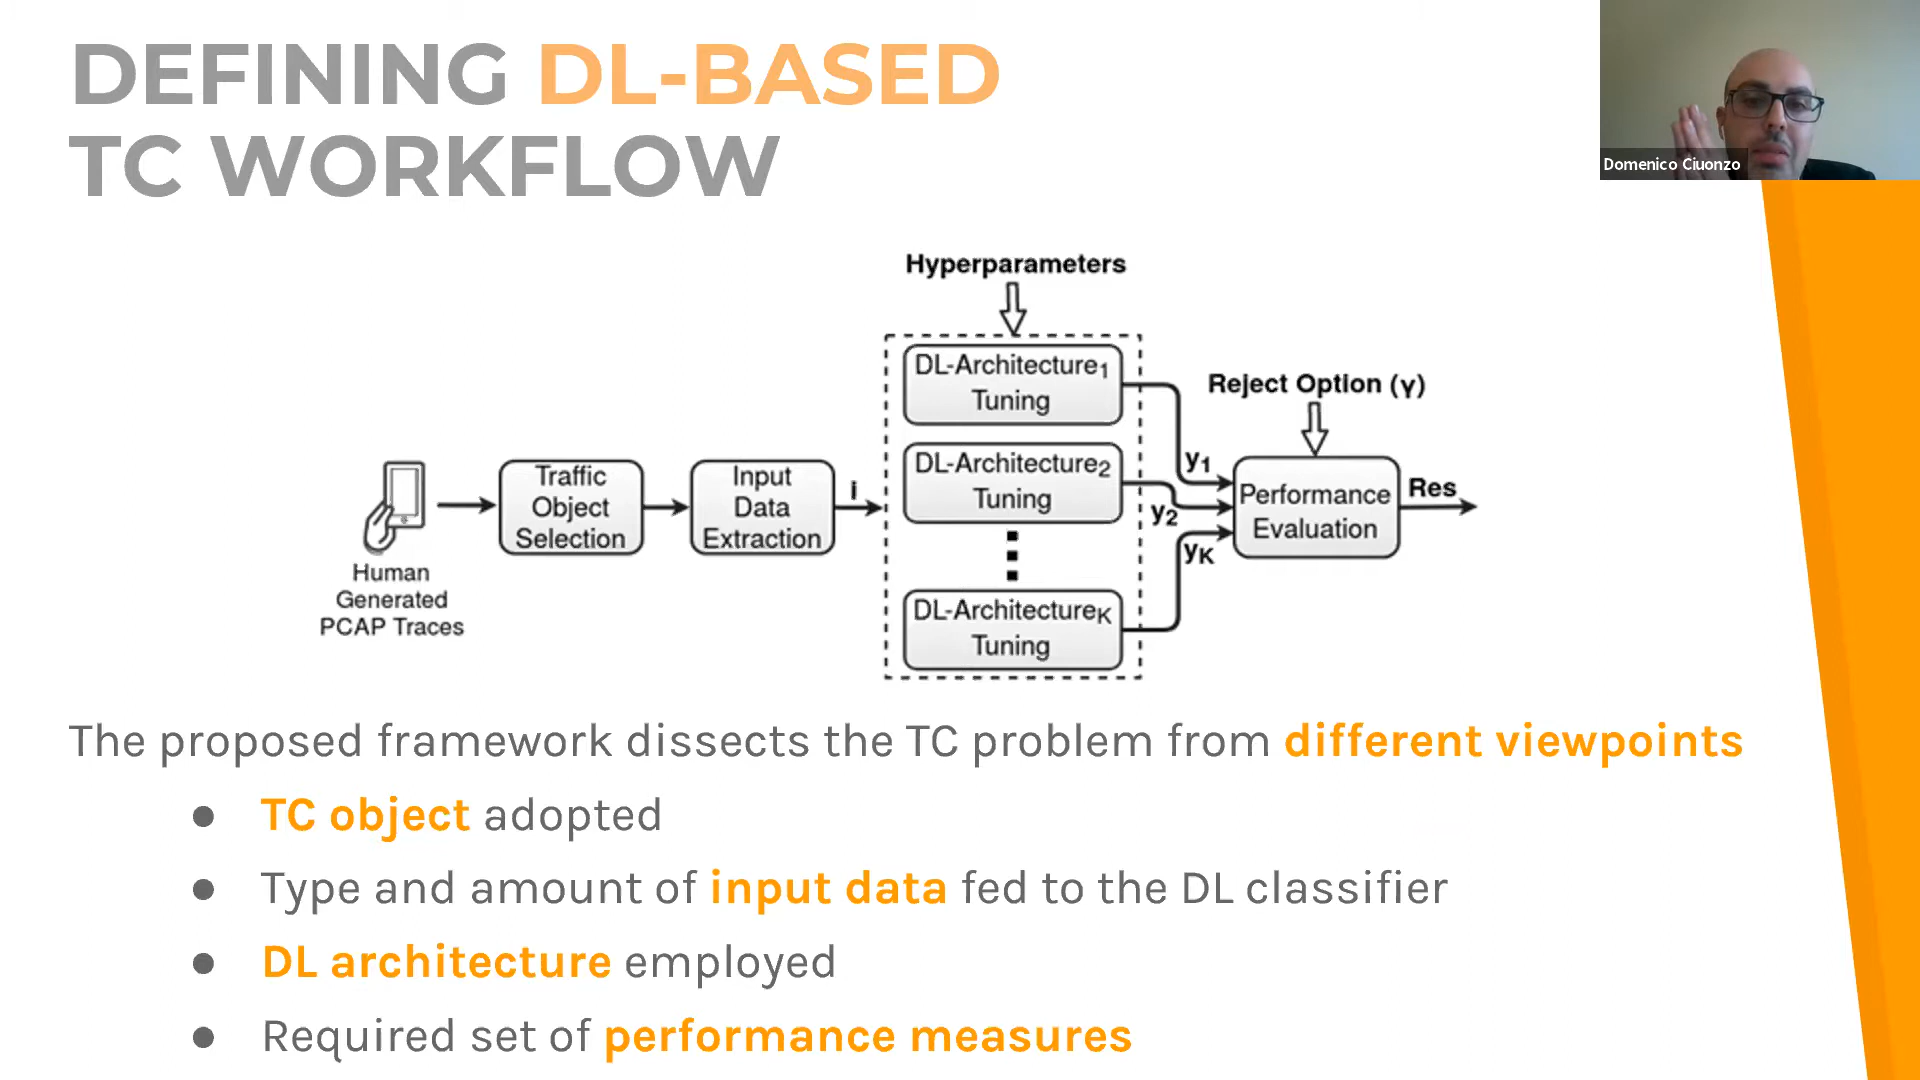 DEFINING DL-BASED
TC WORKFLOW
Domenico Ciuonzo
Hyperparameters
DL-Architecture1
Tuning
DL-Architecture2
Tuning
DL-ArchitectureK
Tuning
Reject Option (γ)
Traffic
Object
Selection
Input
Data
Extraction
i
y1
y2
yK
Performance
Evaluation
Res
Human
Generated
PCAP Traces
The proposed framework dissects the TC problem from different viewpoints
● TC object adopted
● Type and amount of input data fed to the DL classifier
● DL architecture employed
● Required set of performance measures